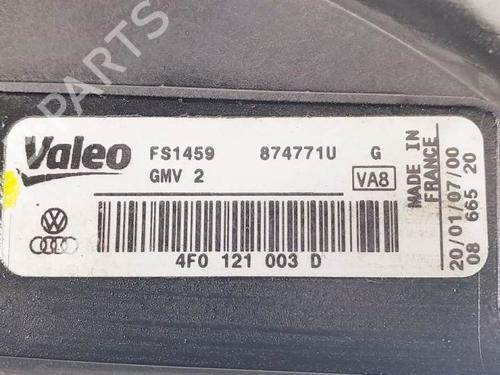 PARTS
Valeo FS1459 874771U G
GMV 2 VA8
4F0 121 003 D
MADE IN
FRANCE
20/01/07/00
08 665 20